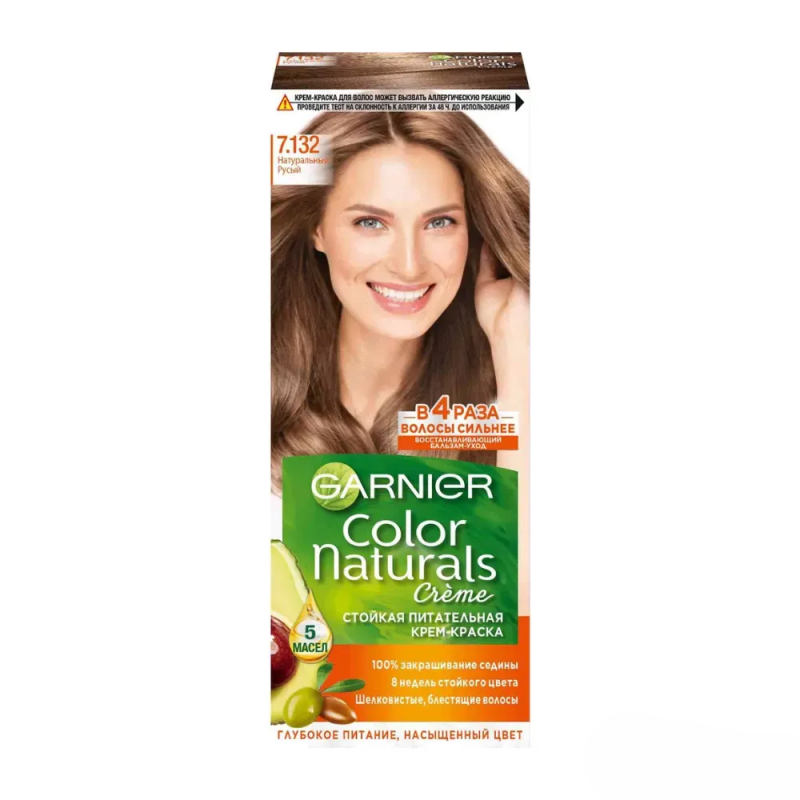 КРЕМ-КРАСКА ДЛЯ ВОЛОС МОЖЕТ ВЫЗВАТЬ АЛЛЕРГИЧЕСКУЮ РЕАКЦИЮ
ПРОВЕДИТЕ ТЕСТ НА СКЛОННОСТЬ К АЛЛЕРГИИ ЗА 48 Ч. ДО ИСПОЛЬЗОВАНИЯ
7.132
Натуральный
Русый
В 4 РАЗА
ВОЛОСЫ СИЛЬНЕЕ
ВОССТАНАВЛИВАЮЩИЙ
БАЛЬЗАМ-УХОД
GARNIER
Color
Naturals
Crème
СТОЙКАЯ ПИТАТЕЛЬНАЯ
КРЕМ-КРАСКА
5
МАСЕЛ
100% закрашивание седины
8 недель стойкого цвета
Шелковистые, блестящие волосы
ГЛУБОКОЕ ПИТАНИЕ, НАСЫЩЕННЫЙ ЦВЕТ